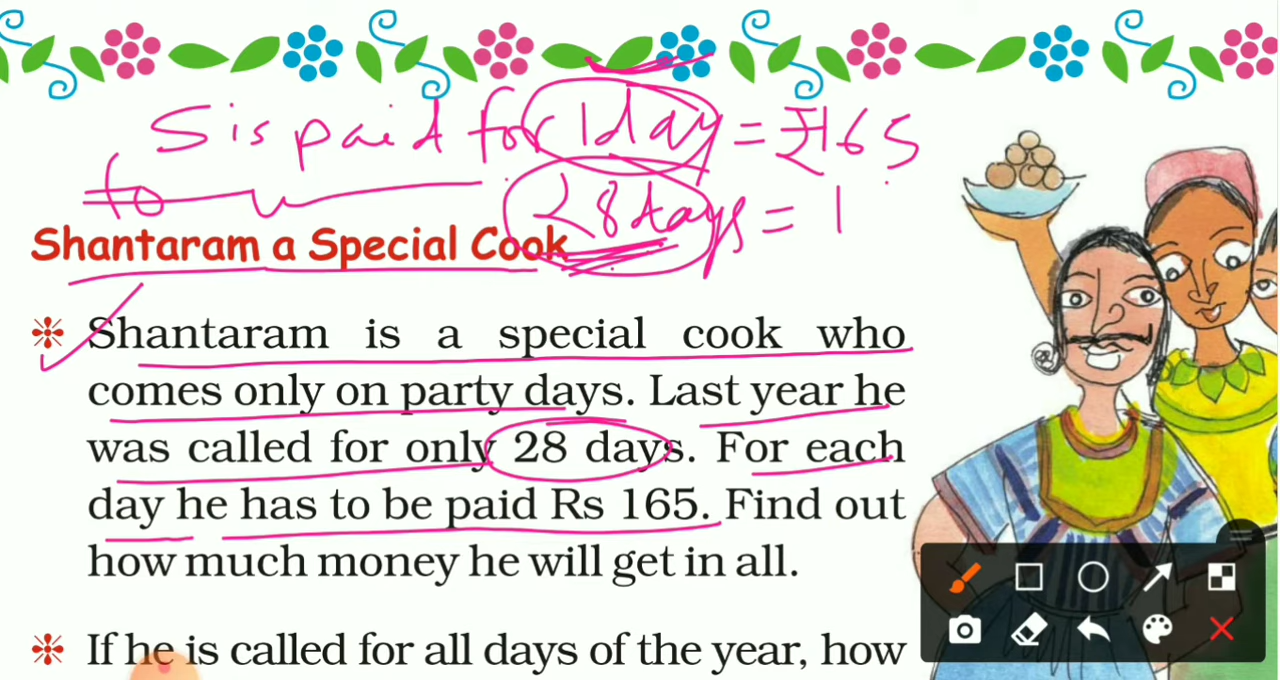 S is paid for 1 day = ₹165
28 days = 1
Shantaram a Special Cook
Shantaram is a special cook who
comes only on party days. Last year he
was called for only 28 days. For each
day he has to be paid Rs 165. Find out
how much money he will get in all.
If he is called for all days of the year, how